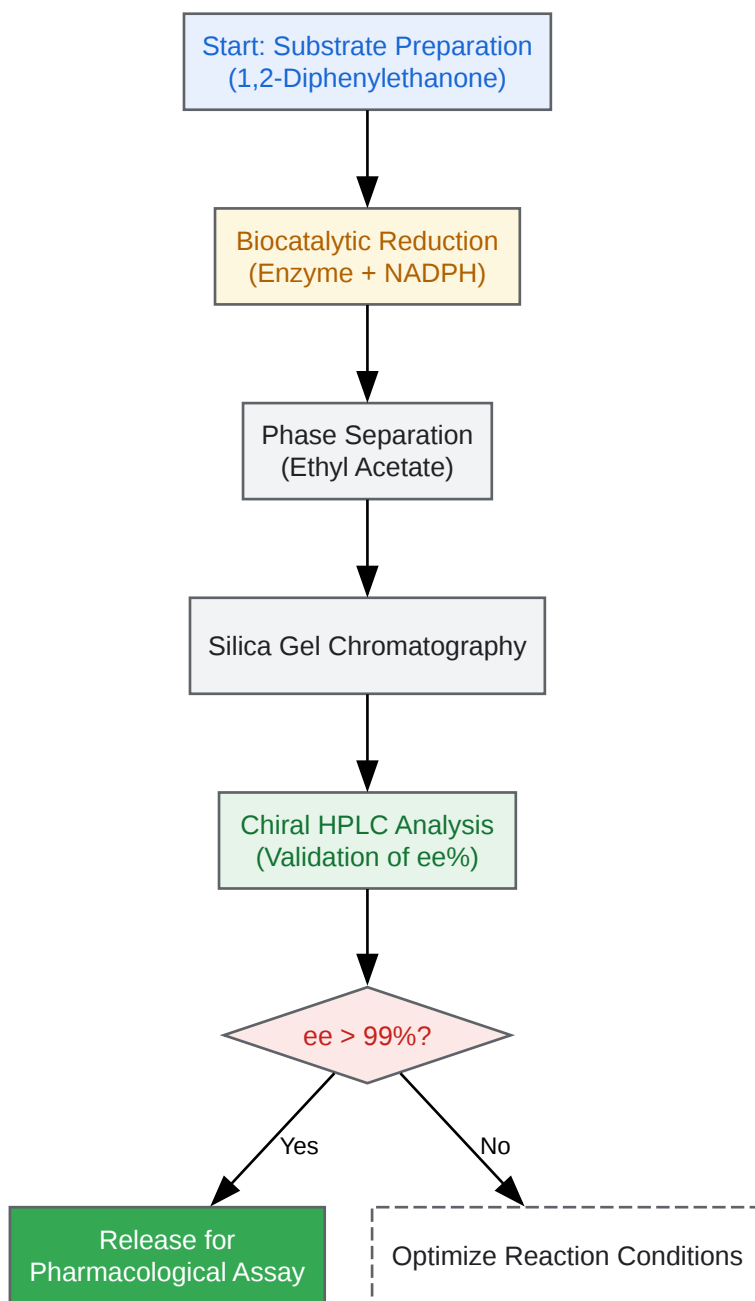 Start: Substrate Preparation
(1,2-Diphenylethanone)
Biocatalytic Reduction
(Enzyme + NADPH)
Phase Separation
(Ethyl Acetate)
Silica Gel Chromatography
Chiral HPLC Analysis
(Validation of ee%)
ee > 99%?
Yes
No
Release for
Pharmacological Assay
Optimize Reaction Conditions